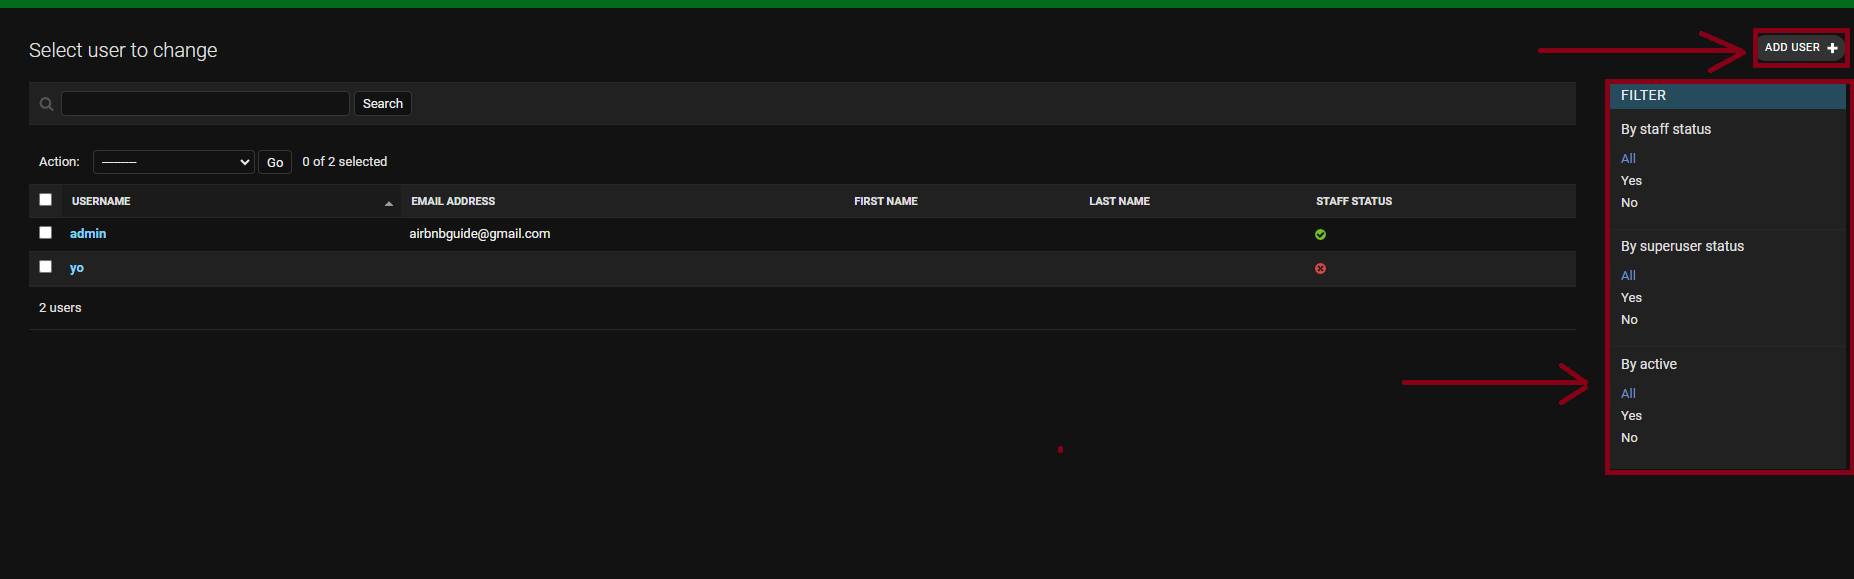 Select user to change
ADD USER +
Search
Action: --------- Go 0 of 2 selected
USERNAME EMAIL ADDRESS FIRST NAME LAST NAME STAFF STATUS
admin airbnbguide@gmail.com
yo
2 users
FILTER
By staff status
All
Yes
No
By superuser status
All
Yes
No
By active
All
Yes
No